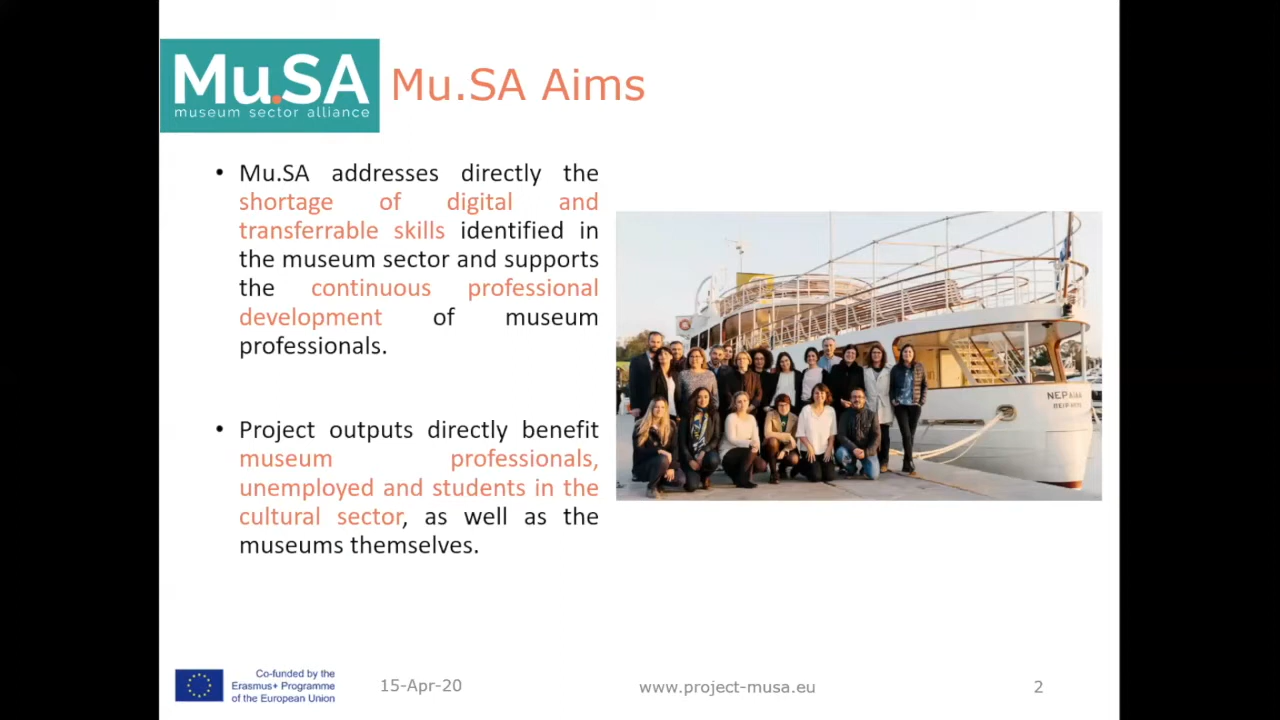 Mu.SA
museum sector alliance
Mu.SA Aims
• Mu.SA addresses directly the
shortage of digital and
transferrable skills identified in
the museum sector and supports
the continuous professional
development of museum
professionals.
• Project outputs directly benefit
museum professionals,
unemployed and students in the
cultural sector, as well as the
museums themselves.
ΝΕΡΑΙΔΑ
Co-funded by the
Erasmus+ Programme
of the European Union
15-Apr-20
www.project-musa.eu
2